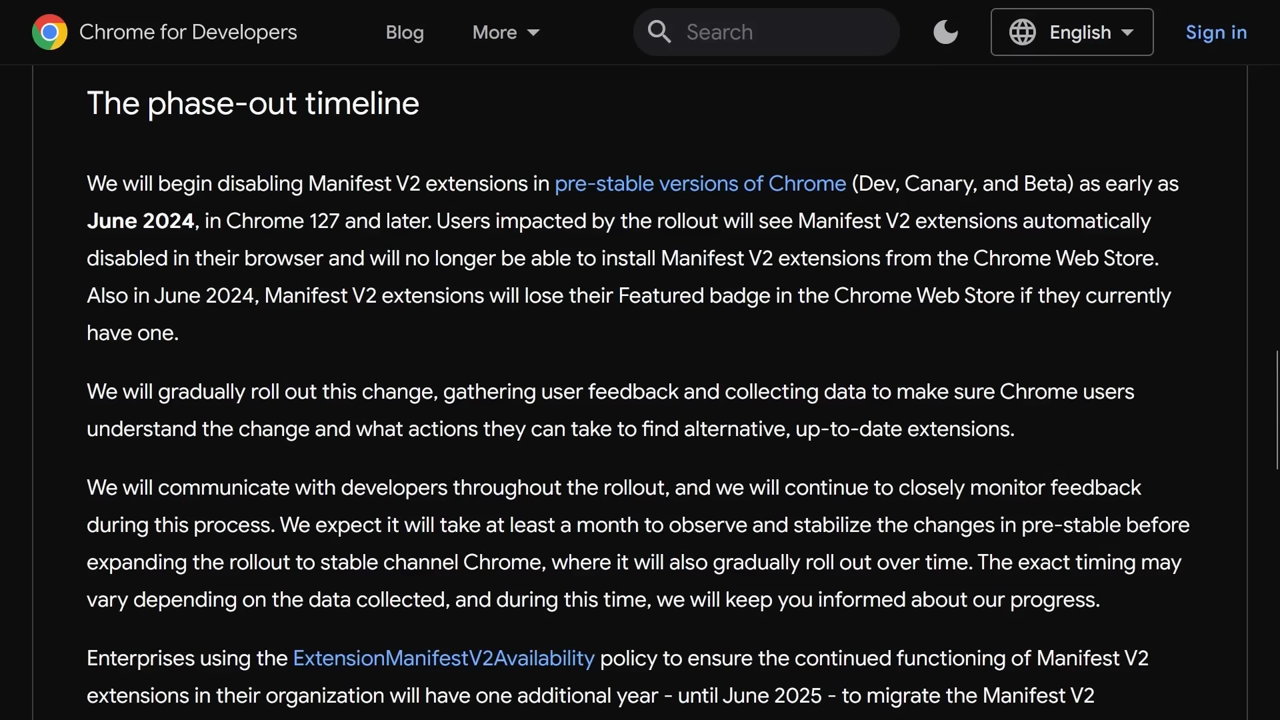 Chrome for Developers
Blog
More
Search
English
Sign in
The phase-out timeline
We will begin disabling Manifest V2 extensions in pre-stable versions of Chrome (Dev, Canary, and Beta) as early as
June 2024, in Chrome 127 and later. Users impacted by the rollout will see Manifest V2 extensions automatically
disabled in their browser and will no longer be able to install Manifest V2 extensions from the Chrome Web Store.
Also in June 2024, Manifest V2 extensions will lose their Featured badge in the Chrome Web Store if they currently
have one.
We will gradually roll out this change, gathering user feedback and collecting data to make sure Chrome users
understand the change and what actions they can take to find alternative, up-to-date extensions.
We will communicate with developers throughout the rollout, and we will continue to closely monitor feedback
during this process. We expect it will take at least a month to observe and stabilize the changes in pre-stable before
expanding the rollout to stable channel Chrome, where it will also gradually roll out over time. The exact timing may
vary depending on the data collected, and during this time, we will keep you informed about our progress.
Enterprises using the ExtensionManifestV2Availability policy to ensure the continued functioning of Manifest V2
extensions in their organization will have one additional year - until June 2025 - to migrate the Manifest V2